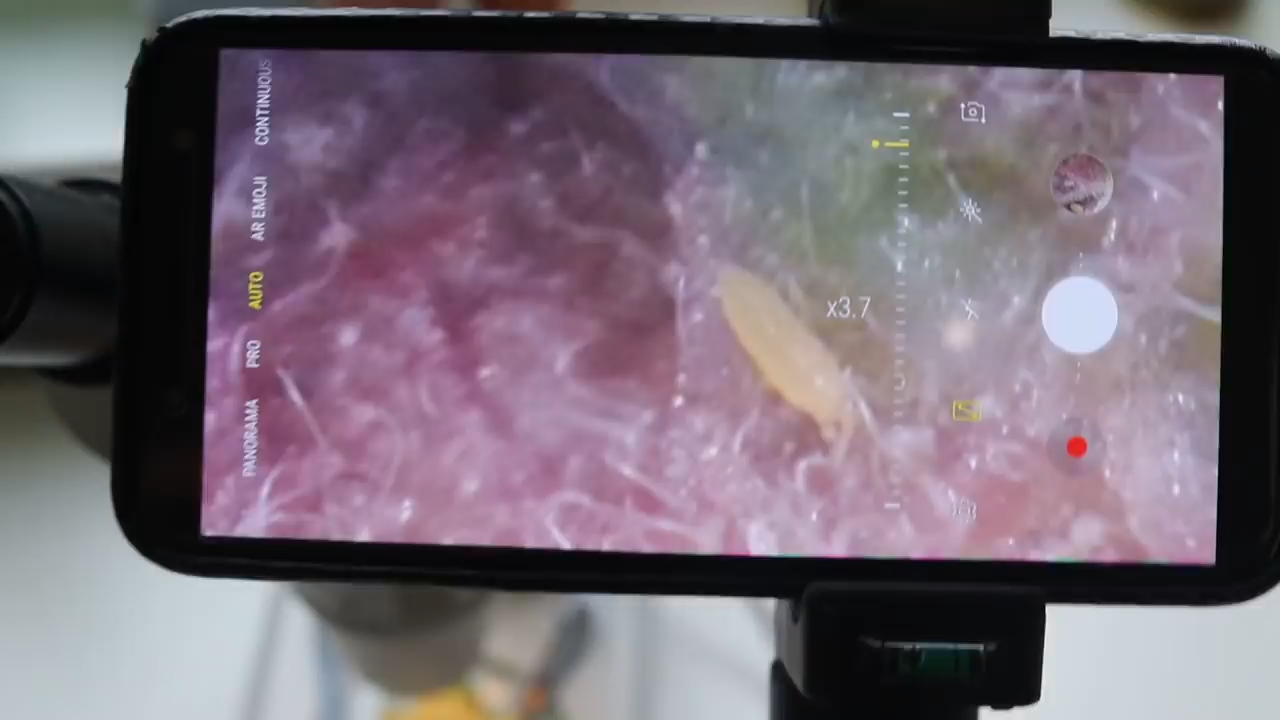 CONTINUOUS
AR EMOJI
AUTO
PRO
PANORAMA
x3.7